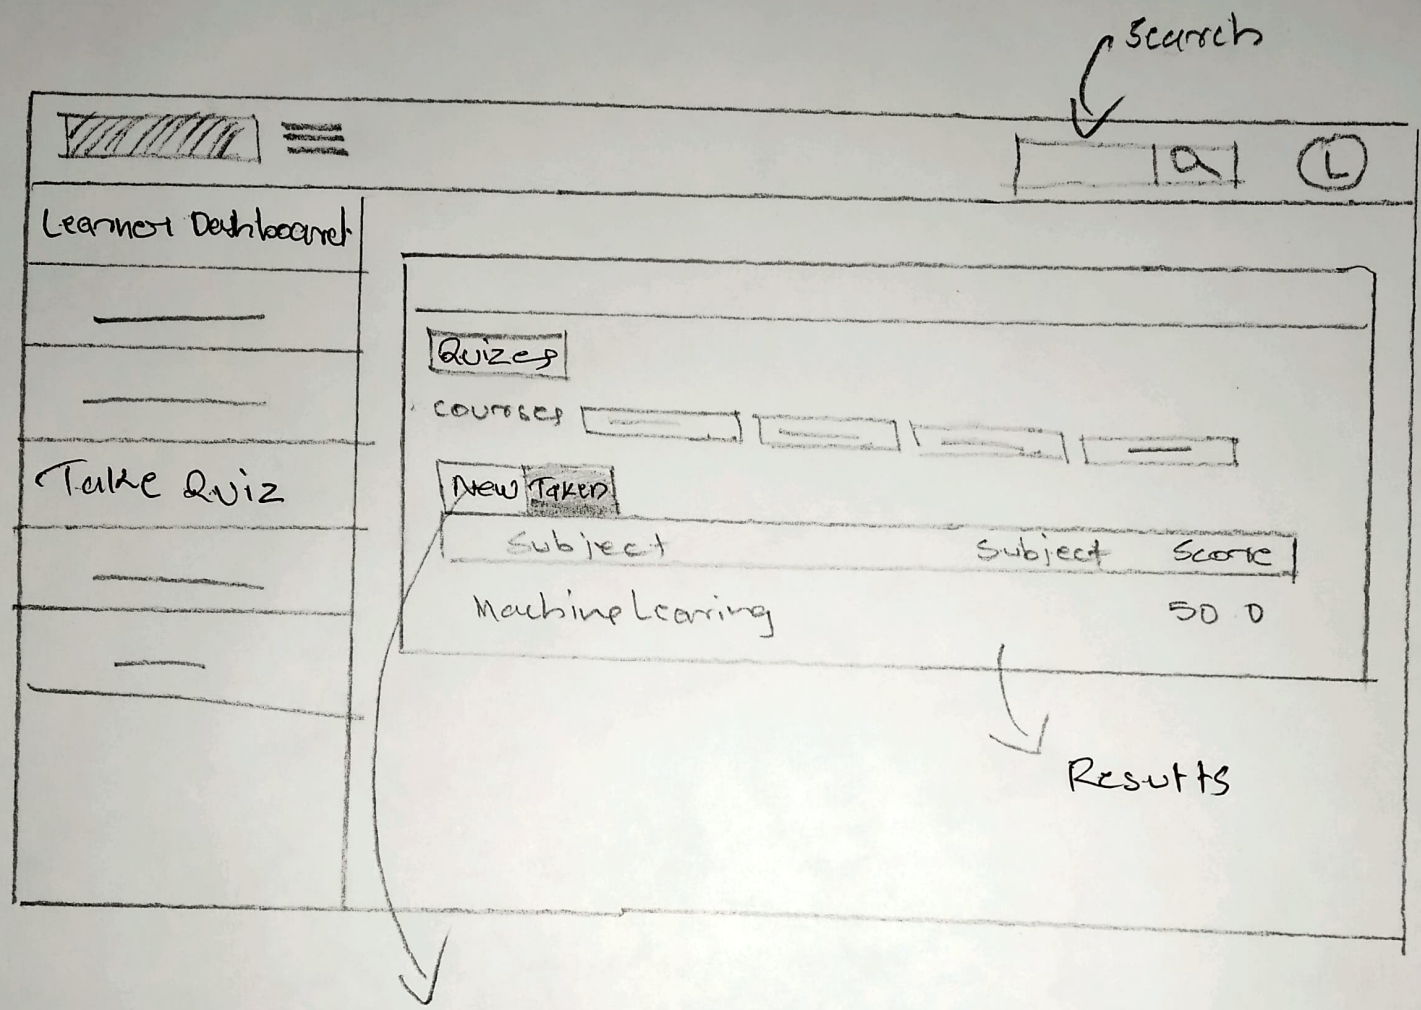 Search
L
Learner Dashboard
Quizes
courses
Take Quiz
New Taken
Subject Subject Score
Machine Learning 50.0
Results